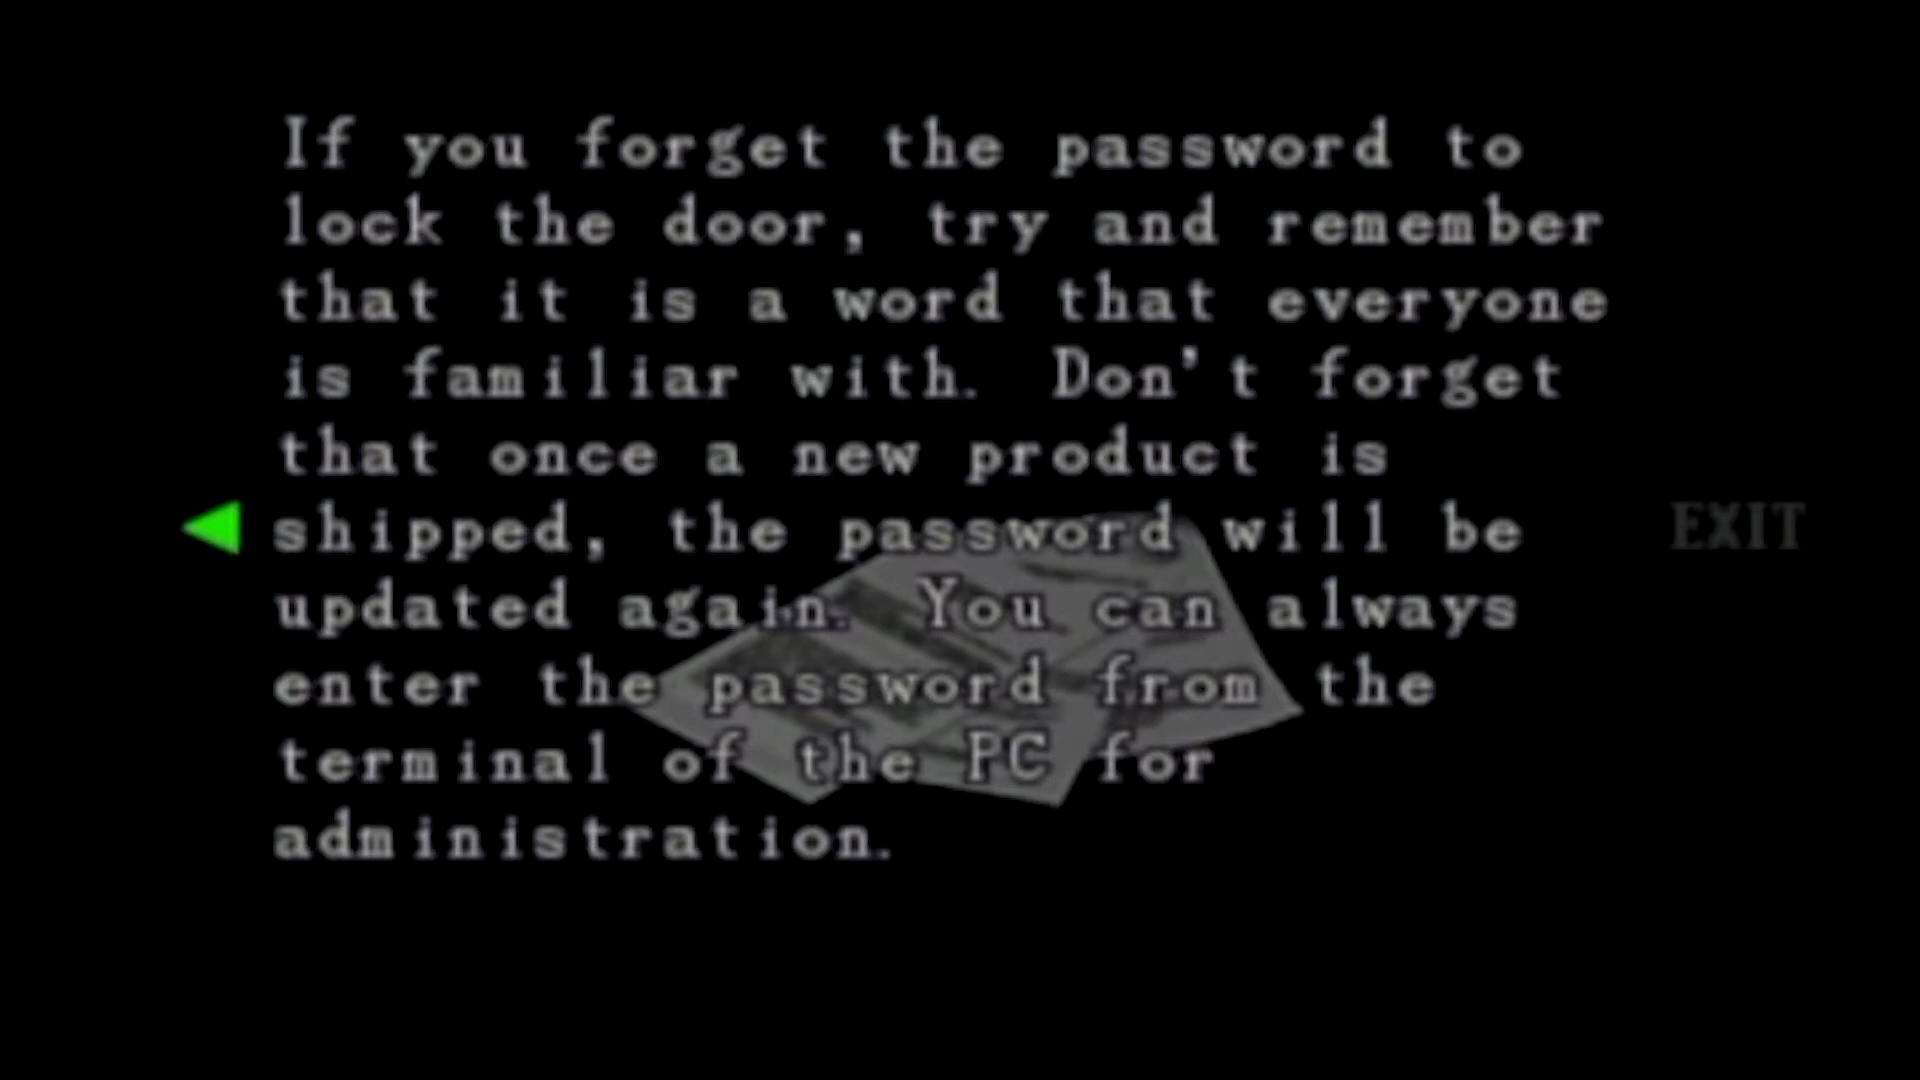 If you forget the password to
lock the door, try and remember
that it is a word that everyone
is familiar with. Don't forget
that once a new product is
shipped, the password will be
updated again. You can always
enter the password from the
terminal of the PC for
administration.
EXIT